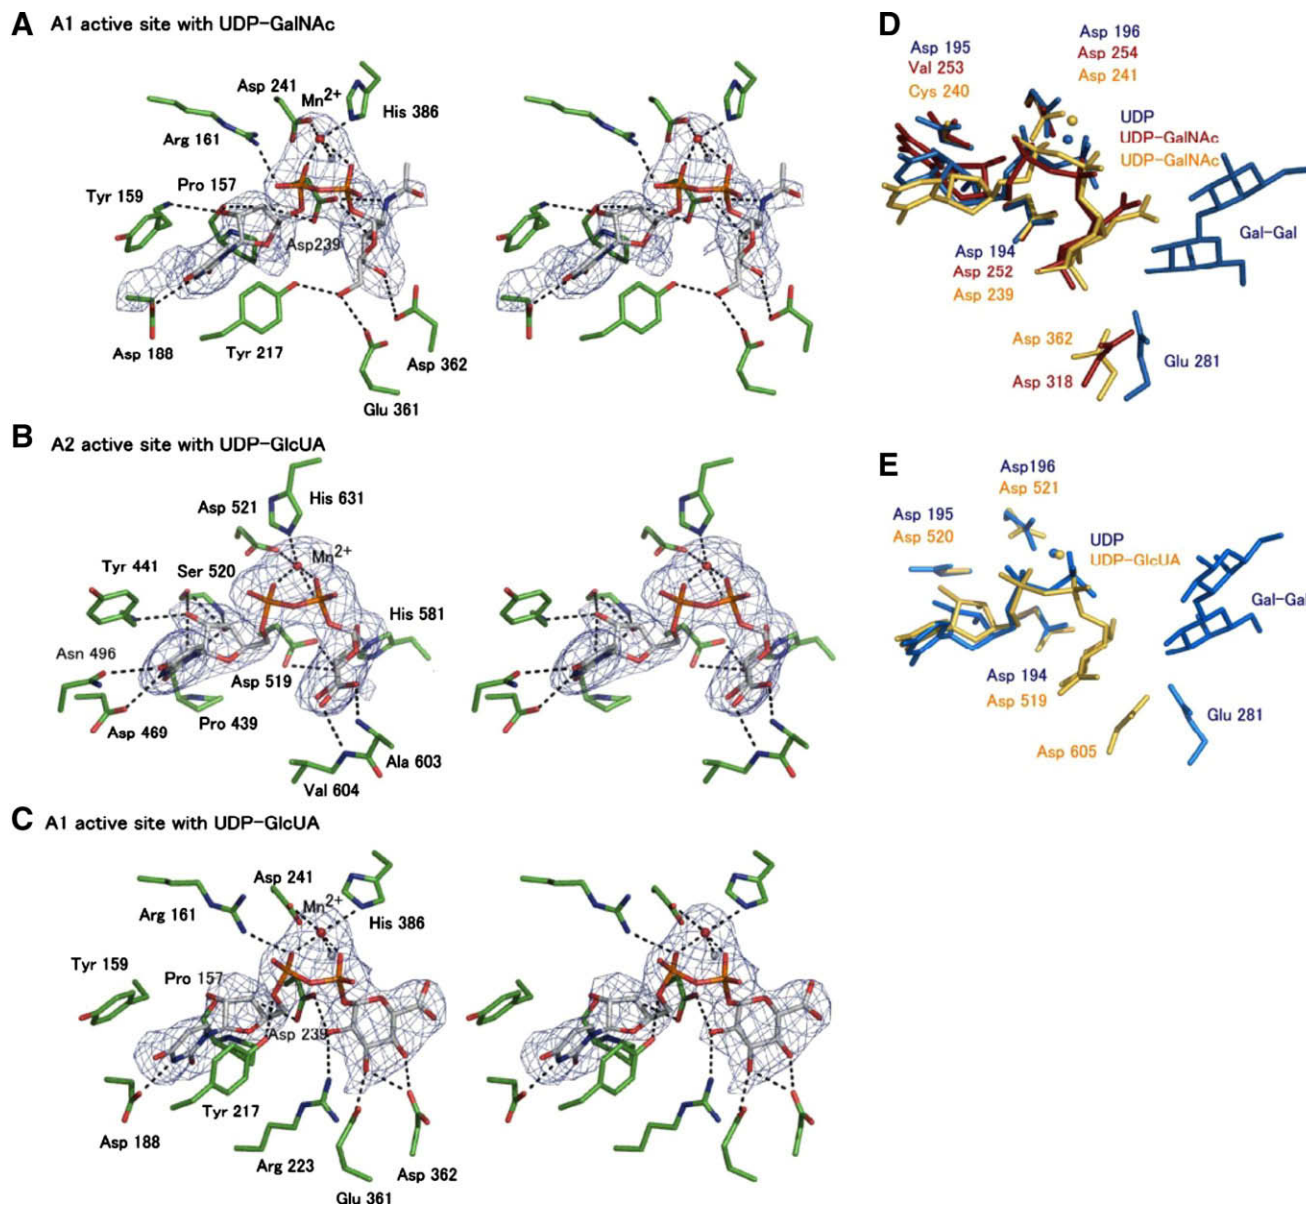 A A1 active site with UDP-GalNAc
Asp 241
Mn2+
His 386
Arg 161
Pro 157
Tyr 159
Asp239
Asp 188
Tyr 217
Asp 362
Glu 361
B A2 active site with UDP-GlcUA
His 631
Asp 521
Mn2+
Tyr 441
Ser 520
His 581
Asn 496
Asp 519
Asp 469
Pro 439
Ala 603
Val 604
C A1 active site with UDP-GlcUA
Asp 241
Mn2+
Arg 161
His 386
Tyr 159
Pro 157
Asp 239
Tyr 217
Asp 188
Arg 223
Asp 362
Glu 361
D
Asp 195
Val 253
Cys 240
Asp 196
Asp 254
Asp 241
UDP
UDP-GalNAc
UDP-GalNAc
Gal-Gal
Asp 194
Asp 252
Asp 239
Asp 362
Asp 318
Glu 281
E
Asp196
Asp 521
Asp 195
Asp 520
UDP
UDP-GlcUA
Gal-Gal
Asp 194
Asp 519
Glu 281
Asp 605